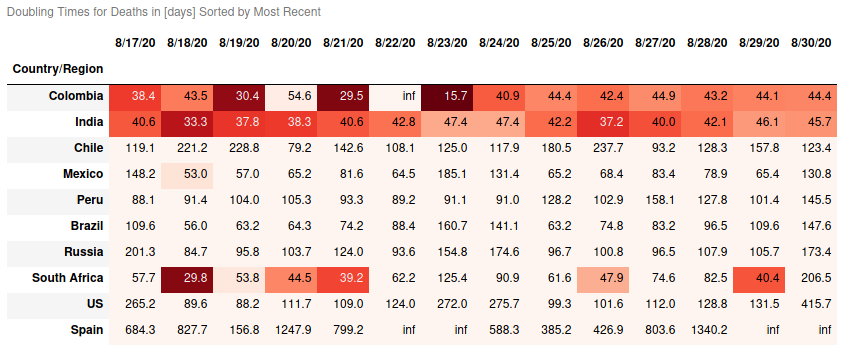 Doubling Times for Deaths in [days] Sorted by Most Recent
8/17/20 8/18/20 8/19/20 8/20/20 8/21/20 8/22/20 8/23/20 8/24/20 8/25/20 8/26/20 8/27/20 8/28/20 8/29/20 8/30/20
Country/Region
Colombia 38.4 43.5 30.4 54.6 29.5 inf 15.7 40.9 44.4 42.4 44.9 43.2 44.1 44.4
India 40.6 33.3 37.8 38.3 40.6 42.8 47.4 47.4 42.2 37.2 40.0 42.1 46.1 45.7
Chile 119.1 221.2 228.8 79.2 142.6 108.1 125.0 117.9 180.5 237.7 93.2 128.3 157.8 123.4
Mexico 148.2 53.0 57.0 65.2 81.6 64.5 185.1 131.4 65.2 68.4 83.4 78.9 65.4 130.8
Peru 88.1 91.4 104.0 105.3 93.3 89.2 91.1 91.0 128.2 102.9 158.1 127.8 101.4 145.5
Brazil 109.6 56.0 63.2 64.3 74.2 88.4 160.7 141.1 63.2 74.8 83.2 96.5 109.6 147.6
Russia 201.3 84.7 95.8 103.7 124.0 93.6 154.8 174.6 96.7 100.8 96.5 107.9 105.7 173.4
South Africa 57.7 29.8 53.8 44.5 39.2 62.2 125.4 90.9 61.6 47.9 74.6 82.5 40.4 206.5
US 265.2 89.6 88.2 111.7 109.0 124.0 272.0 275.7 99.3 101.6 112.0 128.8 131.5 415.7
Spain 684.3 827.7 156.8 1247.9 799.2 inf inf 588.3 385.2 426.9 803.6 1340.2 inf inf